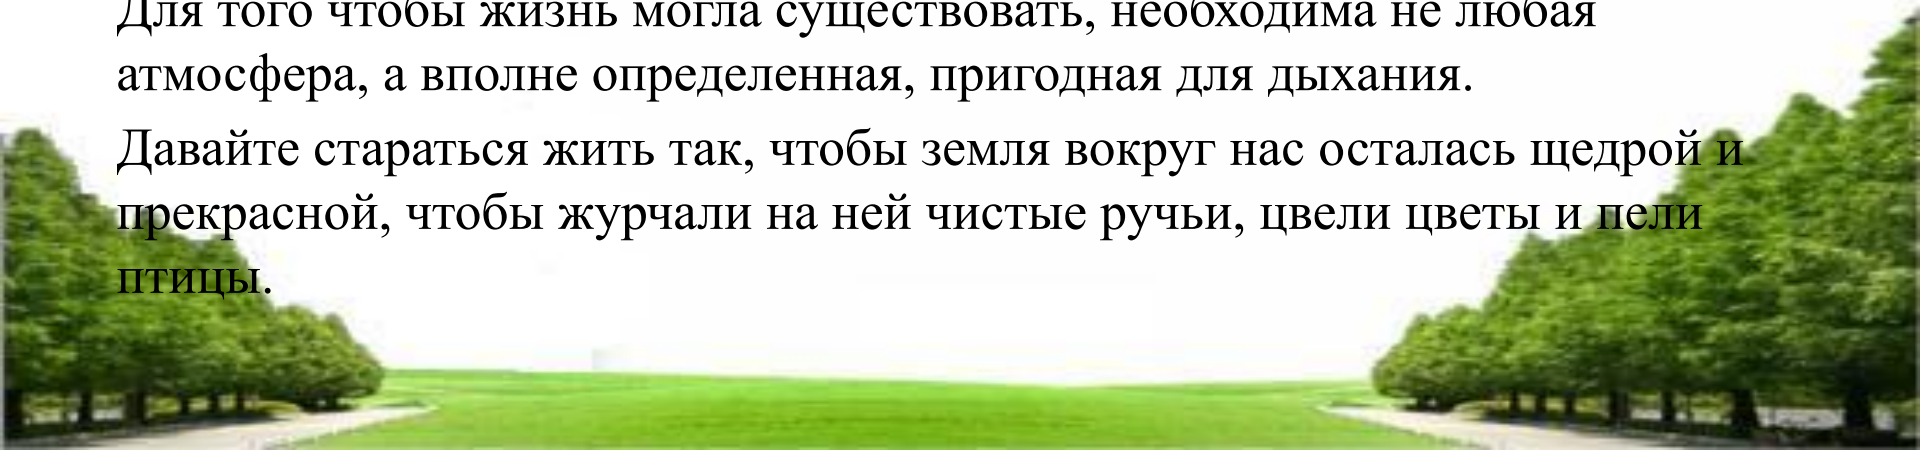 Для того чтобы жизнь могла существовать, необходима не любая
атмосфера, а вполне определенная, пригодная для дыхания.
Давайте стараться жить так, чтобы земля вокруг нас осталась щедрой и
прекрасной, чтобы журчали на ней чистые ручьи, цвели цветы и пели
птицы.